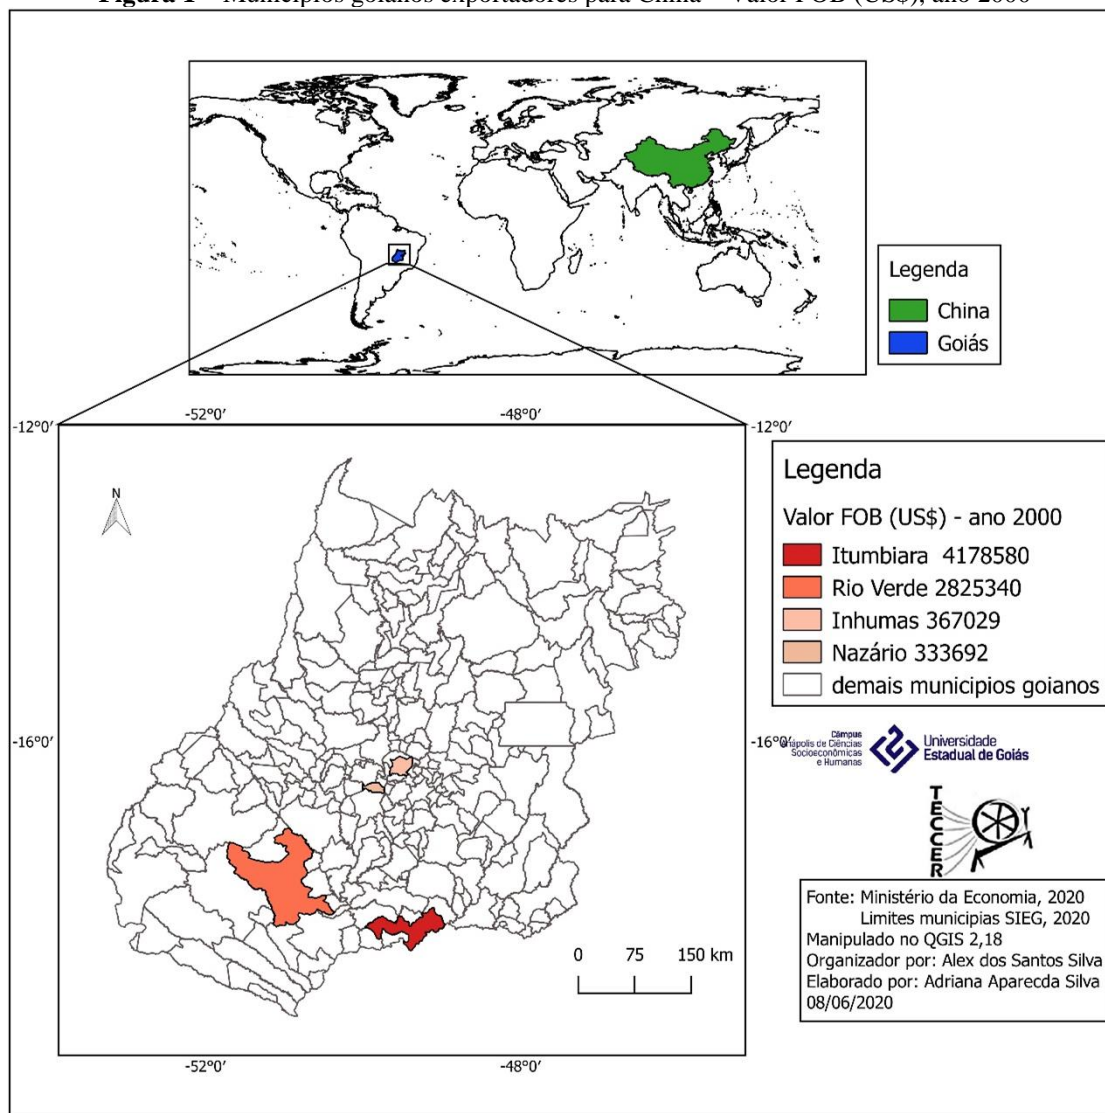 Figura 1 – Municípios goianos exportadores para China – Valor FOB (US$), ano 2000
Legenda
China
Goiás
-52°0'
-48°0'
-12°0'
-12°0'
N
Legenda
Valor FOB (US$) - ano 2000
Itumbiara 4178580
Rio Verde 2825340
Inhumas 367029
Nazário 333692
demais municipios goianos
-16°0'
-16°0'
Câmpus
Anápolis de Ciências
Socioeconômicas
e Humanas
Universidade
Estadual de Goiás
TECCER
0 75 150 km
Fonte: Ministério da Economia, 2020
Limites municipias SIEG, 2020
Manipulado no QGIS 2,18
Organizador por: Alex dos Santos Silva
Elaborado por: Adriana Aparecda Silva
08/06/2020
-52°0'
-48°0'